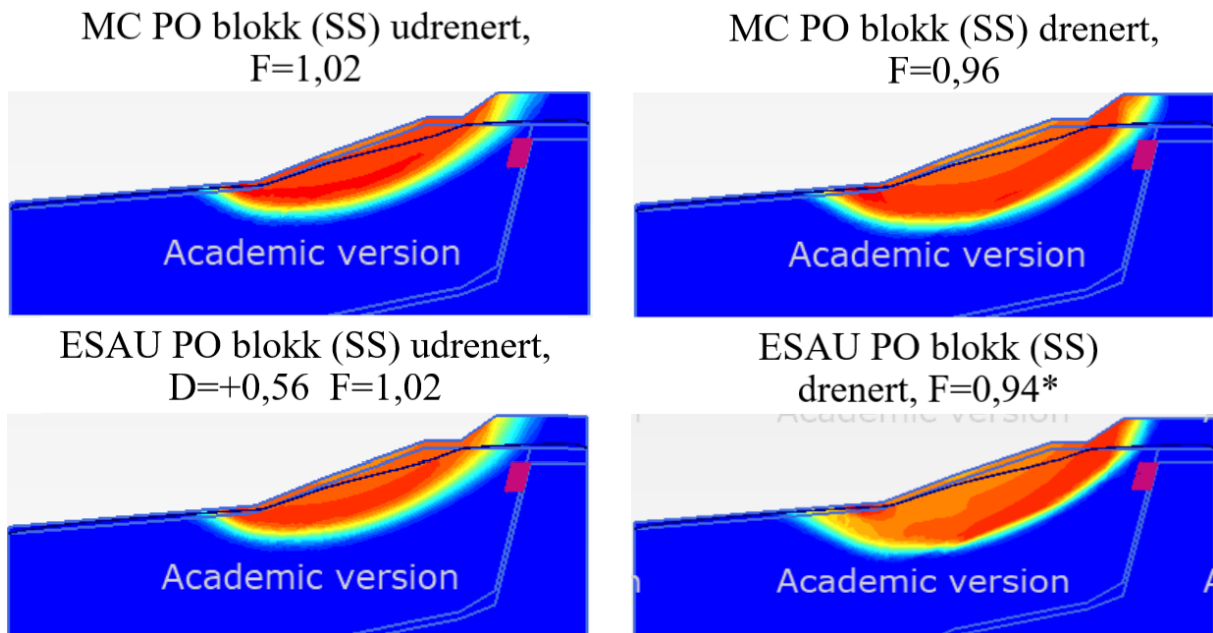 MC PO blokk (SS) udrenert,
F=1,02
MC PO blokk (SS) drenert,
F=0,96
Academic version
Academic version
ESAU PO blokk (SS) udrenert,
D=+0,56 F=1,02
ESAU PO blokk (SS)
drenert, F=0,94*
Academic version
Academic version
Academic version